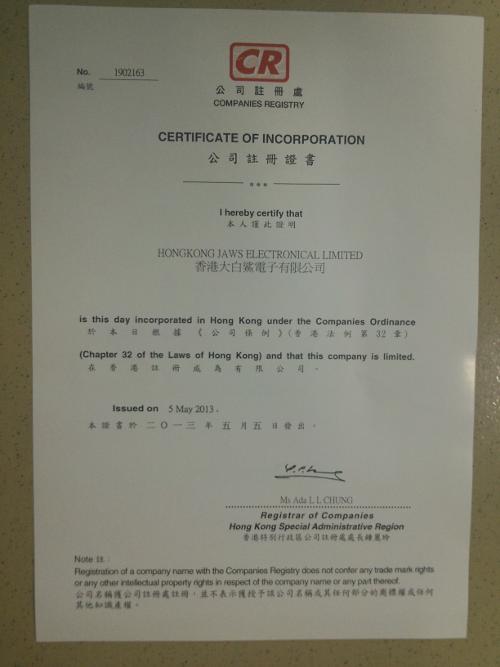 No. 1902163
編號
CR
公司註冊處
COMPANIES REGISTRY
CERTIFICATE OF INCORPORATION
公司註冊證書
***
I hereby certify that
本人謹此證明
HONGKONG JAWS ELECTRONICAL LIMITED
香港大白鯊電子有限公司
is this day incorporated in Hong Kong under the Companies Ordinance
於本日根據《公司條例》(香港法例第32章)
(Chapter 32 of the Laws of Hong Kong) and that this company is limited.
在香港註冊成為有限公司。
Issued on 5 May 2013.
本證書於二〇一三年五月五日發出。
Ms Ada L L CHUNG
Registrar of Companies
Hong Kong Special Administrative Region
香港特別行政區公司註冊處處長鍾麗玲
Note 註:
Registration of a company name with the Companies Registry does not confer any trade mark rights
or any other intellectual property rights in respect of the company name or any part thereof.
公司名稱獲公司註冊處註冊,並不表示獲授予該公司名稱或其任何部分的商標權或任何
其他知識產權。